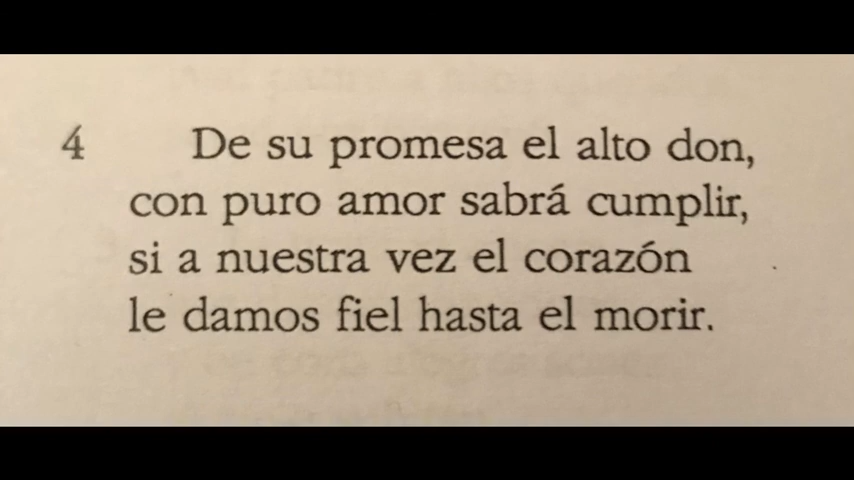 4 De su promesa el alto don,
con puro amor sabrá cumplir,
si a nuestra vez el corazón
le damos fiel hasta el morir.